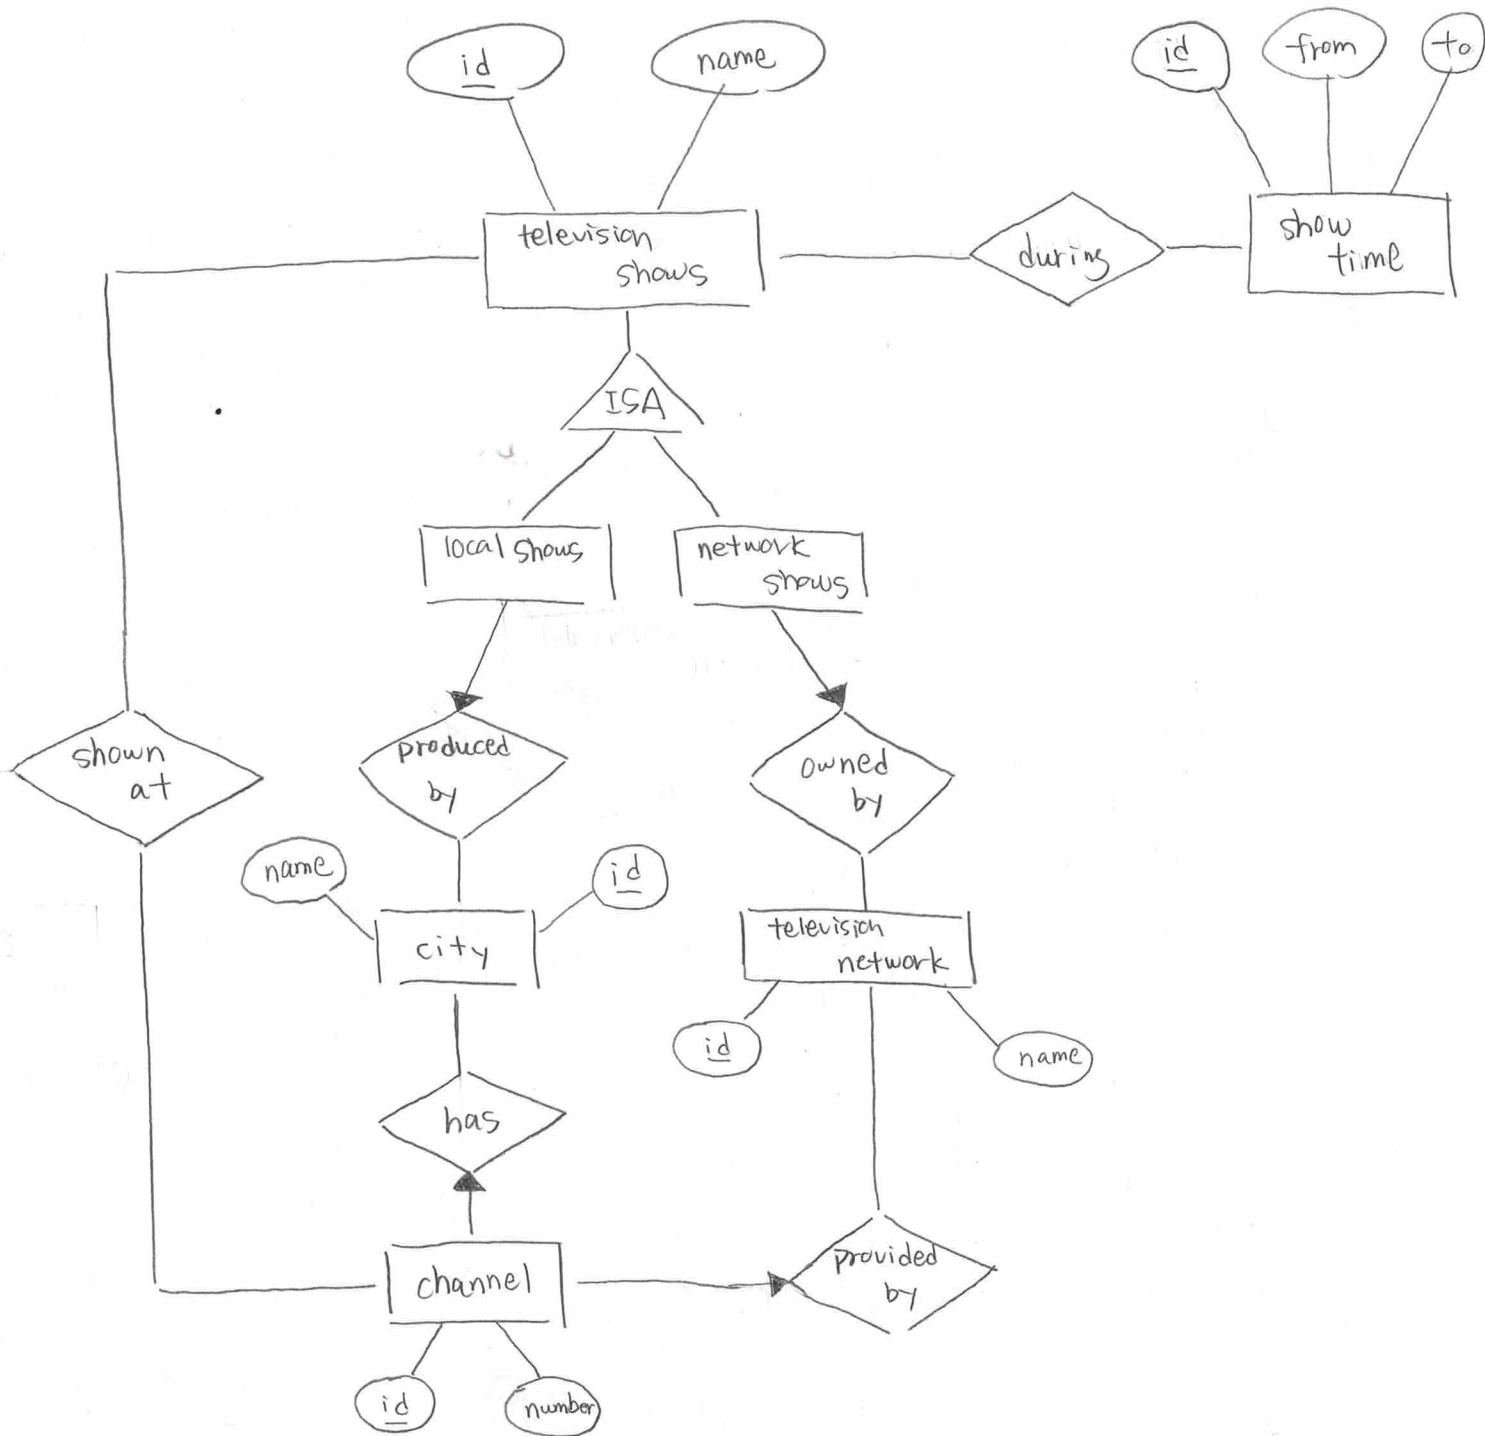 id
name
id
from
to
television
shows
during
show
time
ISA
local shows
network
shows
shown
at
produced
by
owned
by
name
id
city
television
network
id
name
has
channel
provided
by
id
number